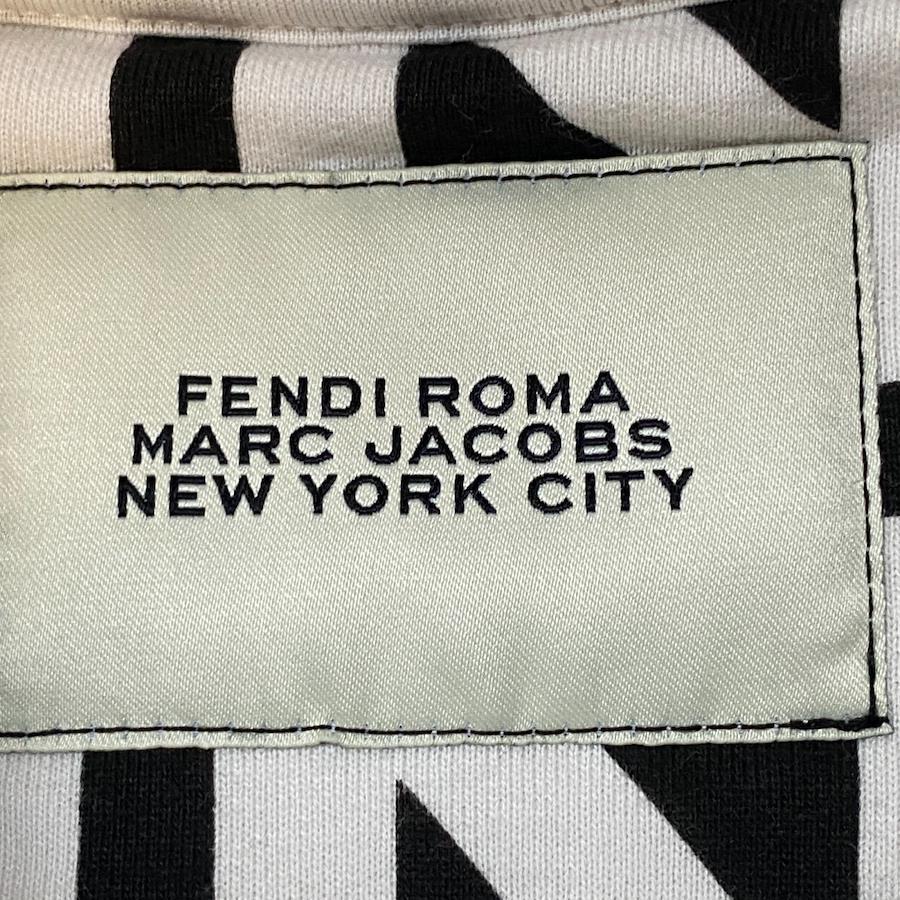 FENDI ROMA
MARC JACOBS
NEW YORK CITY